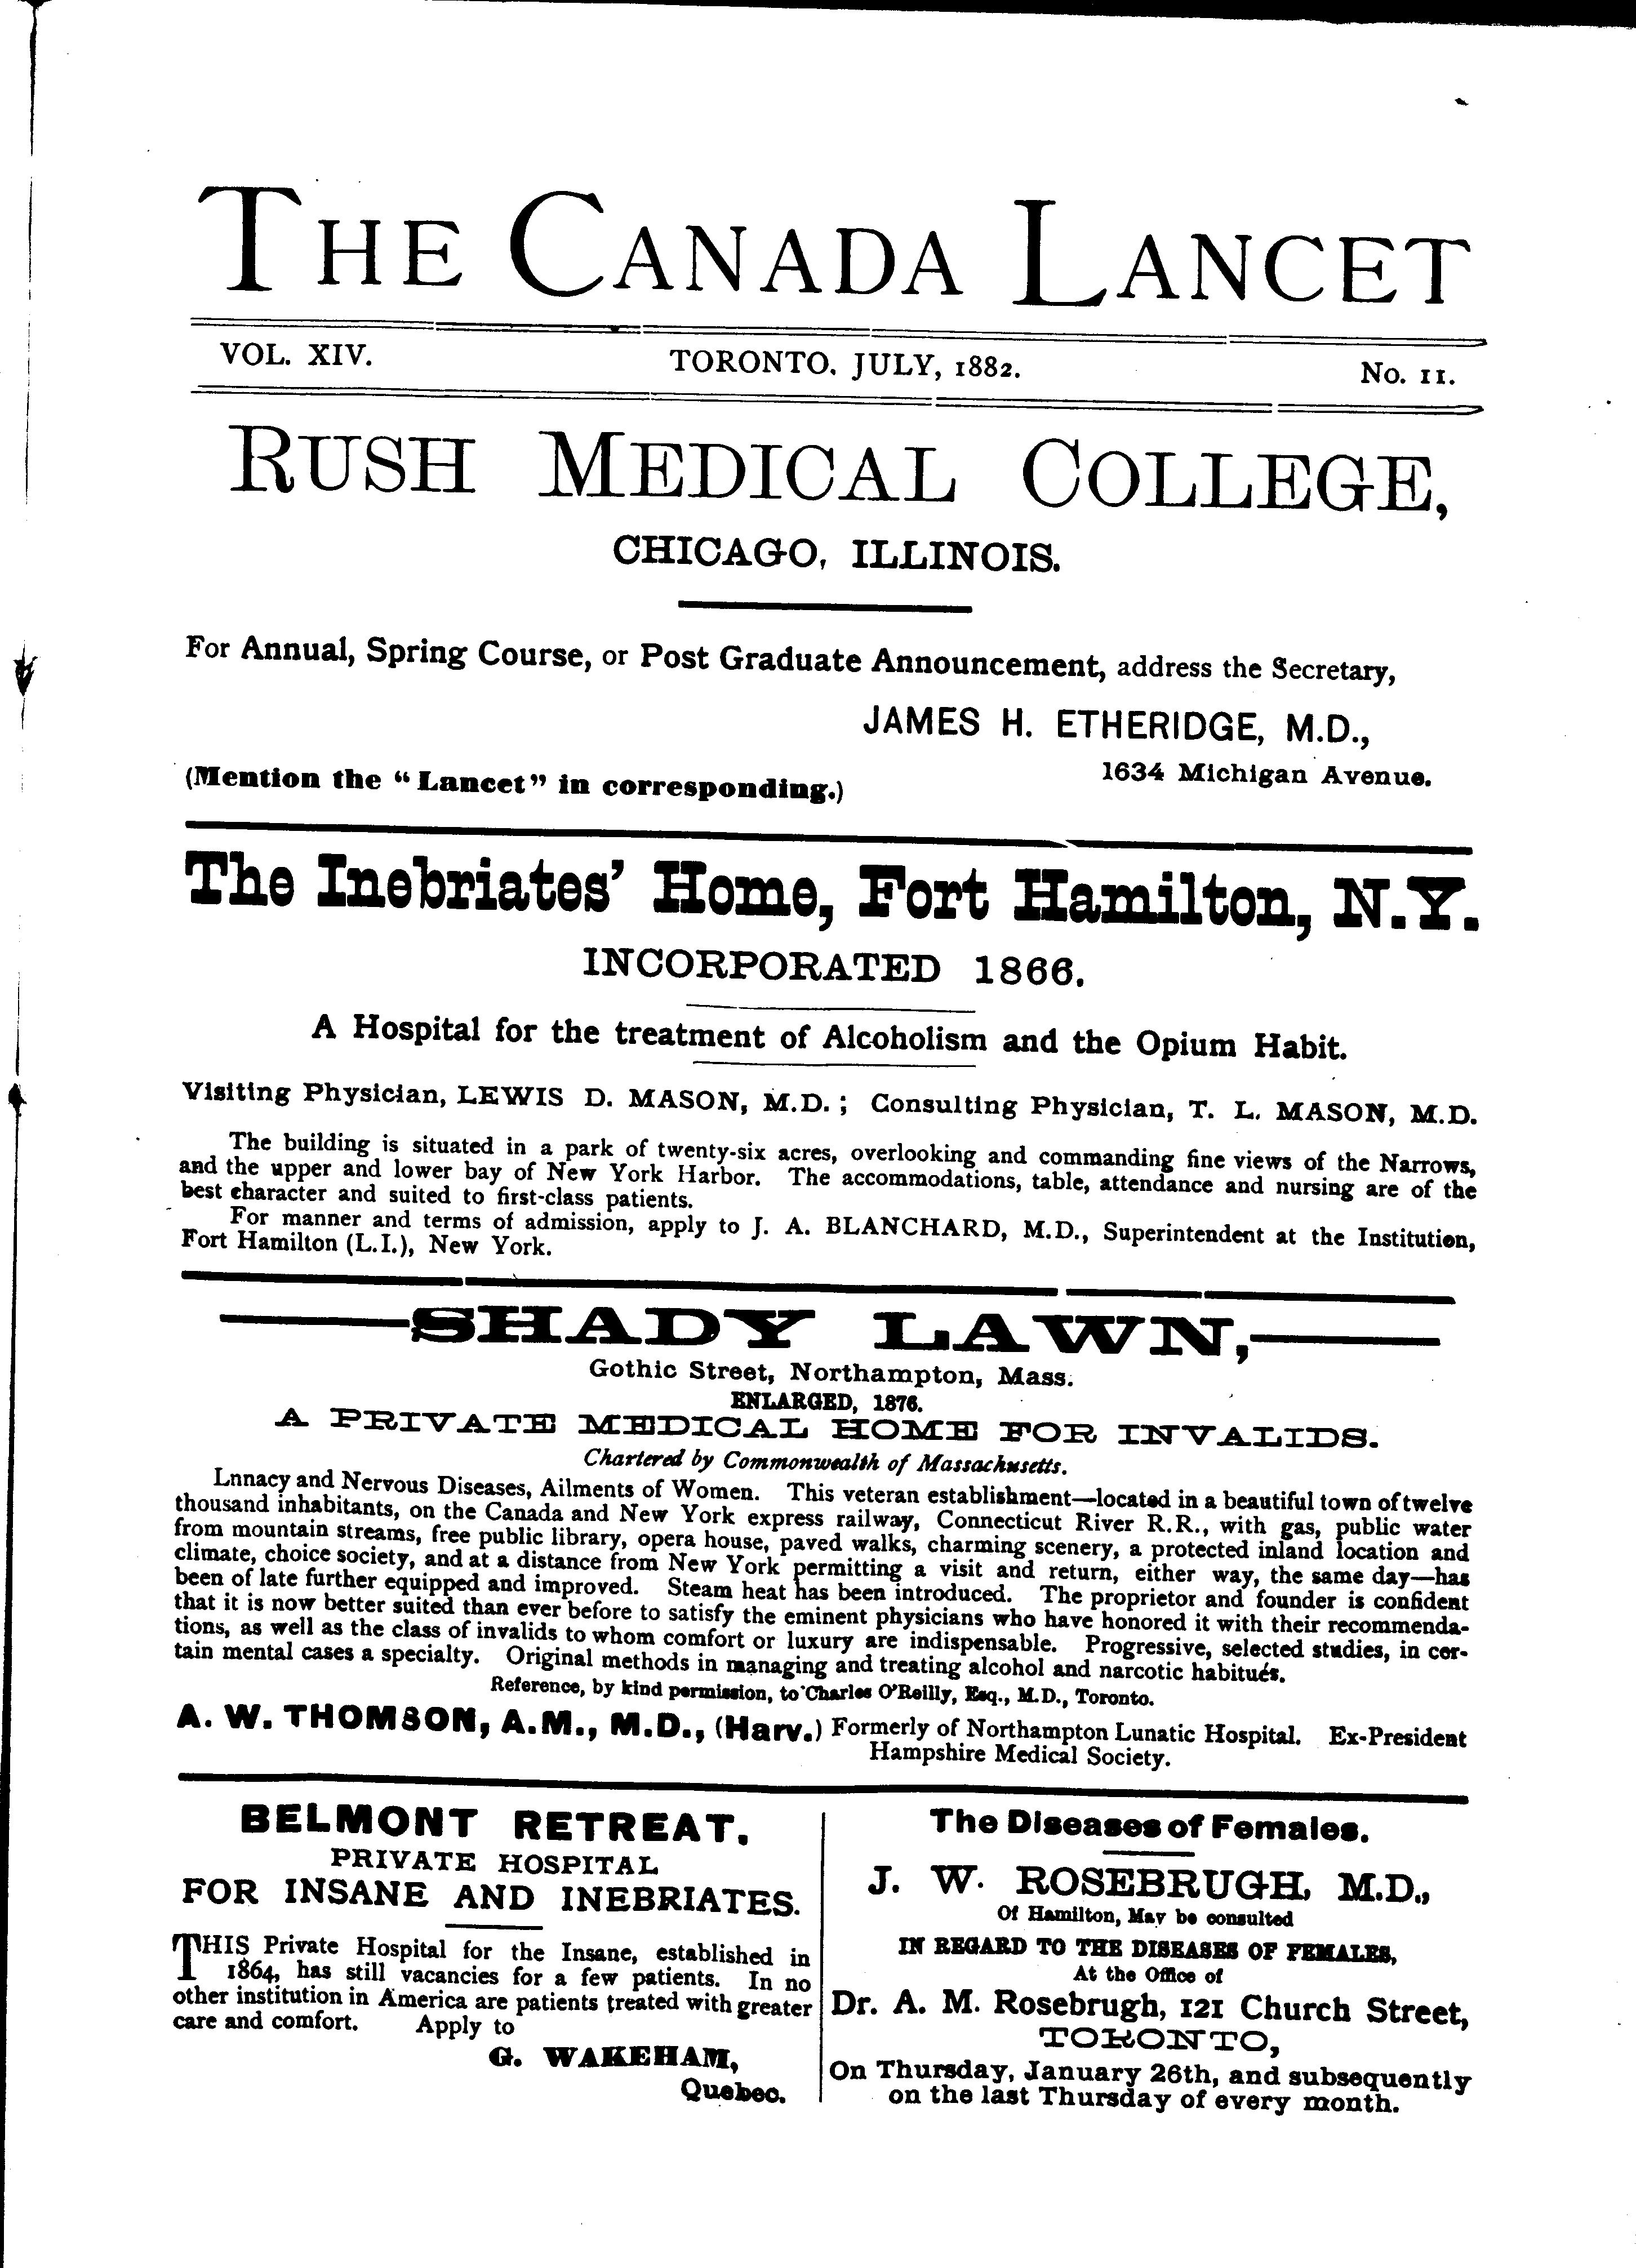 THE CANADA LANCET
VOL. XIV. TORONTO, JULY, 1882. No. 11.
RUSH MEDICAL COLLEGE,
CHICAGO, ILLINOIS.
For Annual, Spring Course, or Post Graduate Announcement, address the Secretary,
JAMES H. ETHERIDGE, M.D.,
1634 Michigan Avenue.
(Mention the “Lancet” in corresponding.)
The Inebriates’ Home, Fort Hamilton, N.Y.
INCORPORATED 1866.
A Hospital for the treatment of Alcoholism and the Opium Habit.
Visiting Physician, LEWIS D. MASON, M.D.; Consulting Physician, T. L. MASON, M.D.
The building is situated in a park of twenty-six acres, overlooking and commanding fine views of the Narrows,
and the upper and lower bay of New York Harbor. The accommodations, table, attendance and nursing are of the
best character and suited to first-class patients.
For manner and terms of admission, apply to J. A. BLANCHARD, M.D., Superintendent at the Institution,
Fort Hamilton (L.I.), New York.
SHADY LAWN,
Gothic Street, Northampton, Mass.
ENLARGED, 1876.
A PRIVATE MEDICAL HOME FOR INVALIDS.
Chartered by Commonwealth of Massachusetts.
Lnnacy and Nervous Diseases, Ailments of Women. This veteran establishment—located in a beautiful town of twelve
thousand inhabitants, on the Canada and New York express railway, Connecticut River R.R., with gas, public water
from mountain streams, free public library, opera house, paved walks, charming scenery, a protected inland location and
climate, choice society, and at a distance from New York permitting a visit and return, either way, the same day—has
been of late further equipped and improved. Steam heat has been introduced. The proprietor and founder is confident
that it is now better suited than ever before to satisfy the eminent physicians who have honored it with their recommenda-
tions, as well as the class of invalids to whom comfort or luxury are indispensable. Progressive, selected studies, in cer-
tain mental cases a specialty. Original methods in managing and treating alcohol and narcotic habitués.
Reference, by kind permission, to Charles O’Reilly, Esq., M.D., Toronto.
A. W. THOMSON, A.M., M.D., (Harv.) Formerly of Northampton Lunatic Hospital. Ex-President
Hampshire Medical Society.
BELMONT RETREAT.
PRIVATE HOSPITAL
FOR INSANE AND INEBRIATES.
THIS Private Hospital for the Insane, established in
1864, has still vacancies for a few patients. In no
other institution in America are patients treated with greater
care and comfort. Apply to
G. WAKEHAM,
Quebec.
The Diseases of Females.
J. W. ROSEBRUGH, M.D.,
Of Hamilton, May be consulted
IN REGARD TO THE DISEASES OF FEMALES,
At the Office of
Dr. A. M. Rosebrugh, 121 Church Street,
TORONTO,
On Thursday, January 26th, and subsequently
on the last Thursday of every month.